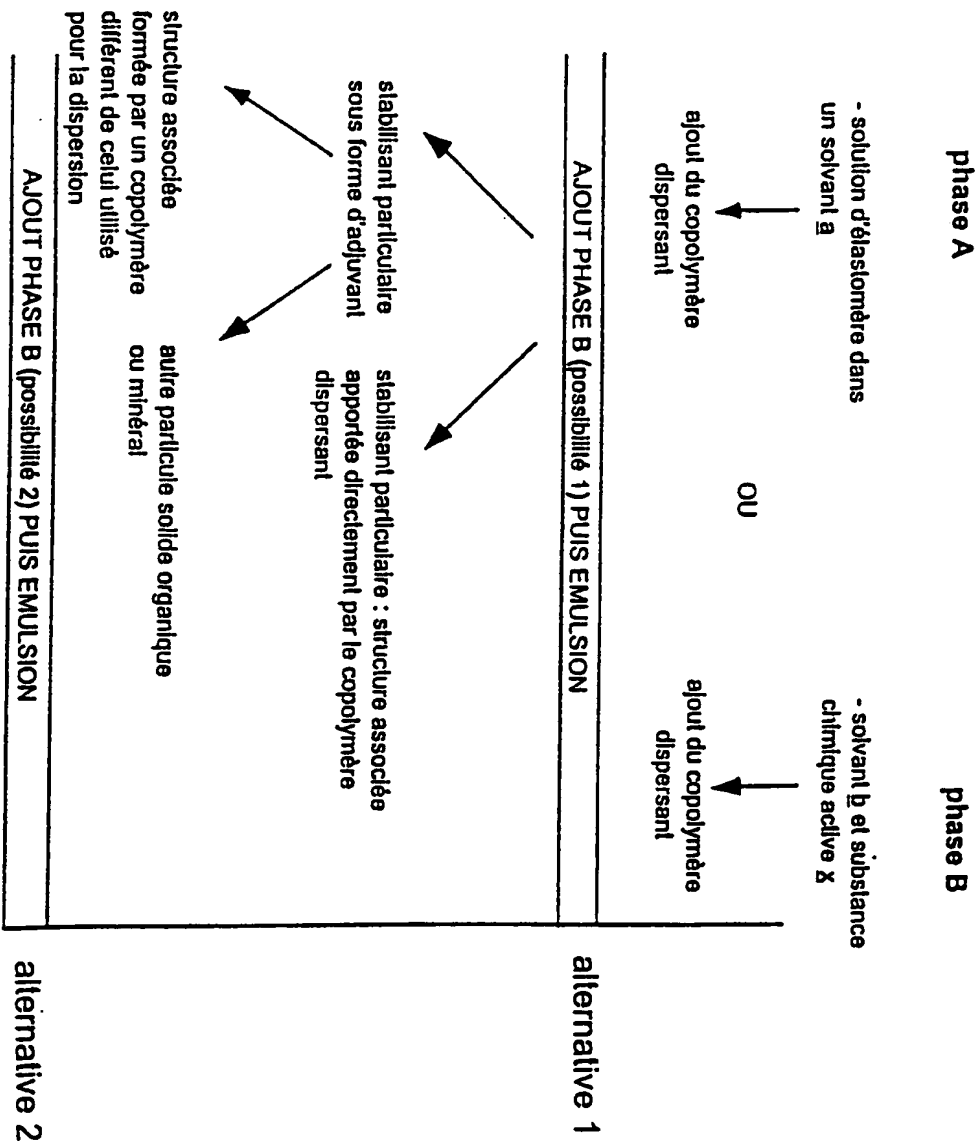 phase A
phase B
- solution d'élastomère dans
un solvant a
- solvant b et substance
chimique active x
ajout du copolymère
dispersant
OU
ajout du copolymère
dispersant
AJOUT PHASE B (possibilité 1) PUIS EMULSION
alternative 1
stabilisant particulaire
sous forme d'adjuvant
stabilisant particulaire : structure associée
apportée directement par le copolymère
dispersant
structure associée
formée par un copolymère
différent de celui utilisé
pour la dispersion
autre particule solide organique
ou minéral
AJOUT PHASE B (possibilité 2) PUIS EMULSION
alternative 2